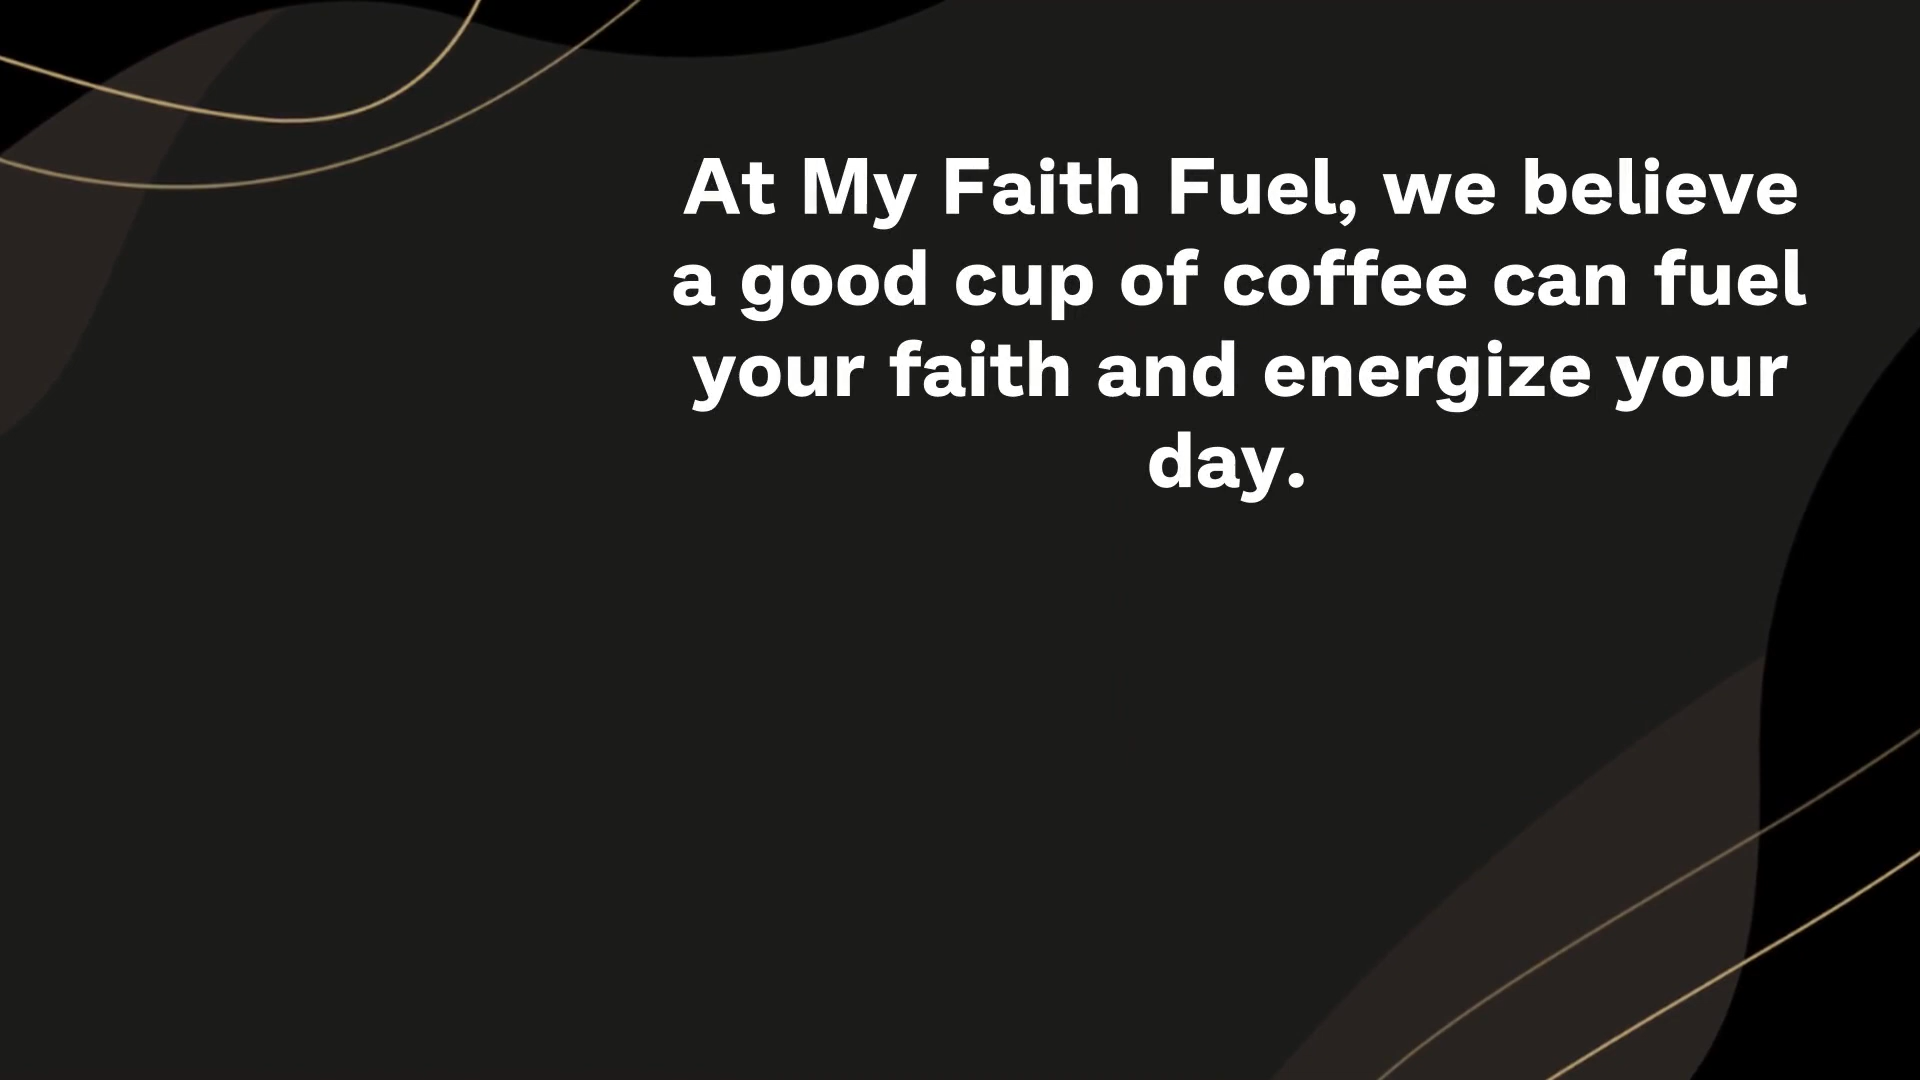 At My Faith Fuel, we believe
a good cup of coffee can fuel
your faith and energize your
day.